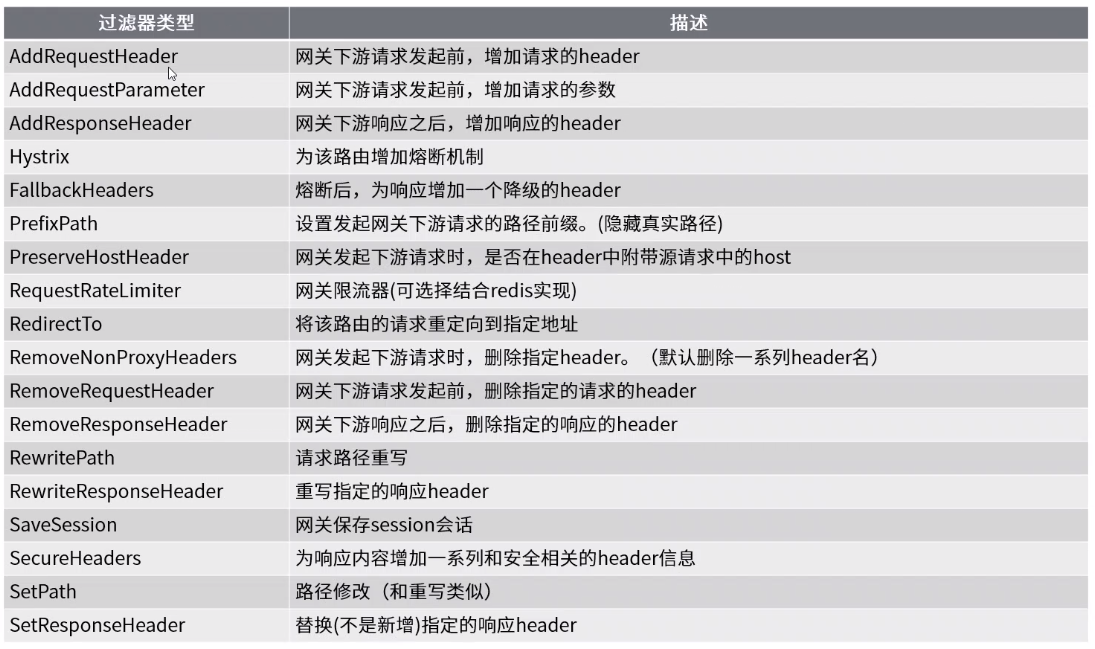 过滤器类型 描述
AddRequestHeader 网关下游请求发起前，增加请求的header
AddRequestParameter 网关下游请求发起前，增加请求的参数
AddResponseHeader 网关下游响应之后，增加响应的header
Hystrix 为该路由增加熔断机制
FallbackHeaders 熔断后，为响应增加一个降级的header
PrefixPath 设置发起网关下游请求的路径前缀。(隐藏真实路径)
PreserveHostHeader 网关发起下游请求时，是否在header中附带源请求中的host
RequestRateLimiter 网关限流器(可选择结合redis实现)
RedirectTo 将该路由的请求重定向到指定地址
RemoveNonProxyHeaders 网关发起下游请求时，删除指定header。（默认删除一系列header名）
RemoveRequestHeader 网关下游请求发起前，删除指定的请求的header
RemoveResponseHeader 网关下游响应之后，删除指定的响应的header
RewritePath 请求路径重写
RewriteResponseHeader 重写指定的响应header
SaveSession 网关保存session会话
SecureHeaders 为响应内容增加一系列和安全相关的header信息
SetPath 路径修改（和重写类似）
SetResponseHeader 替换(不是新增)指定的响应header